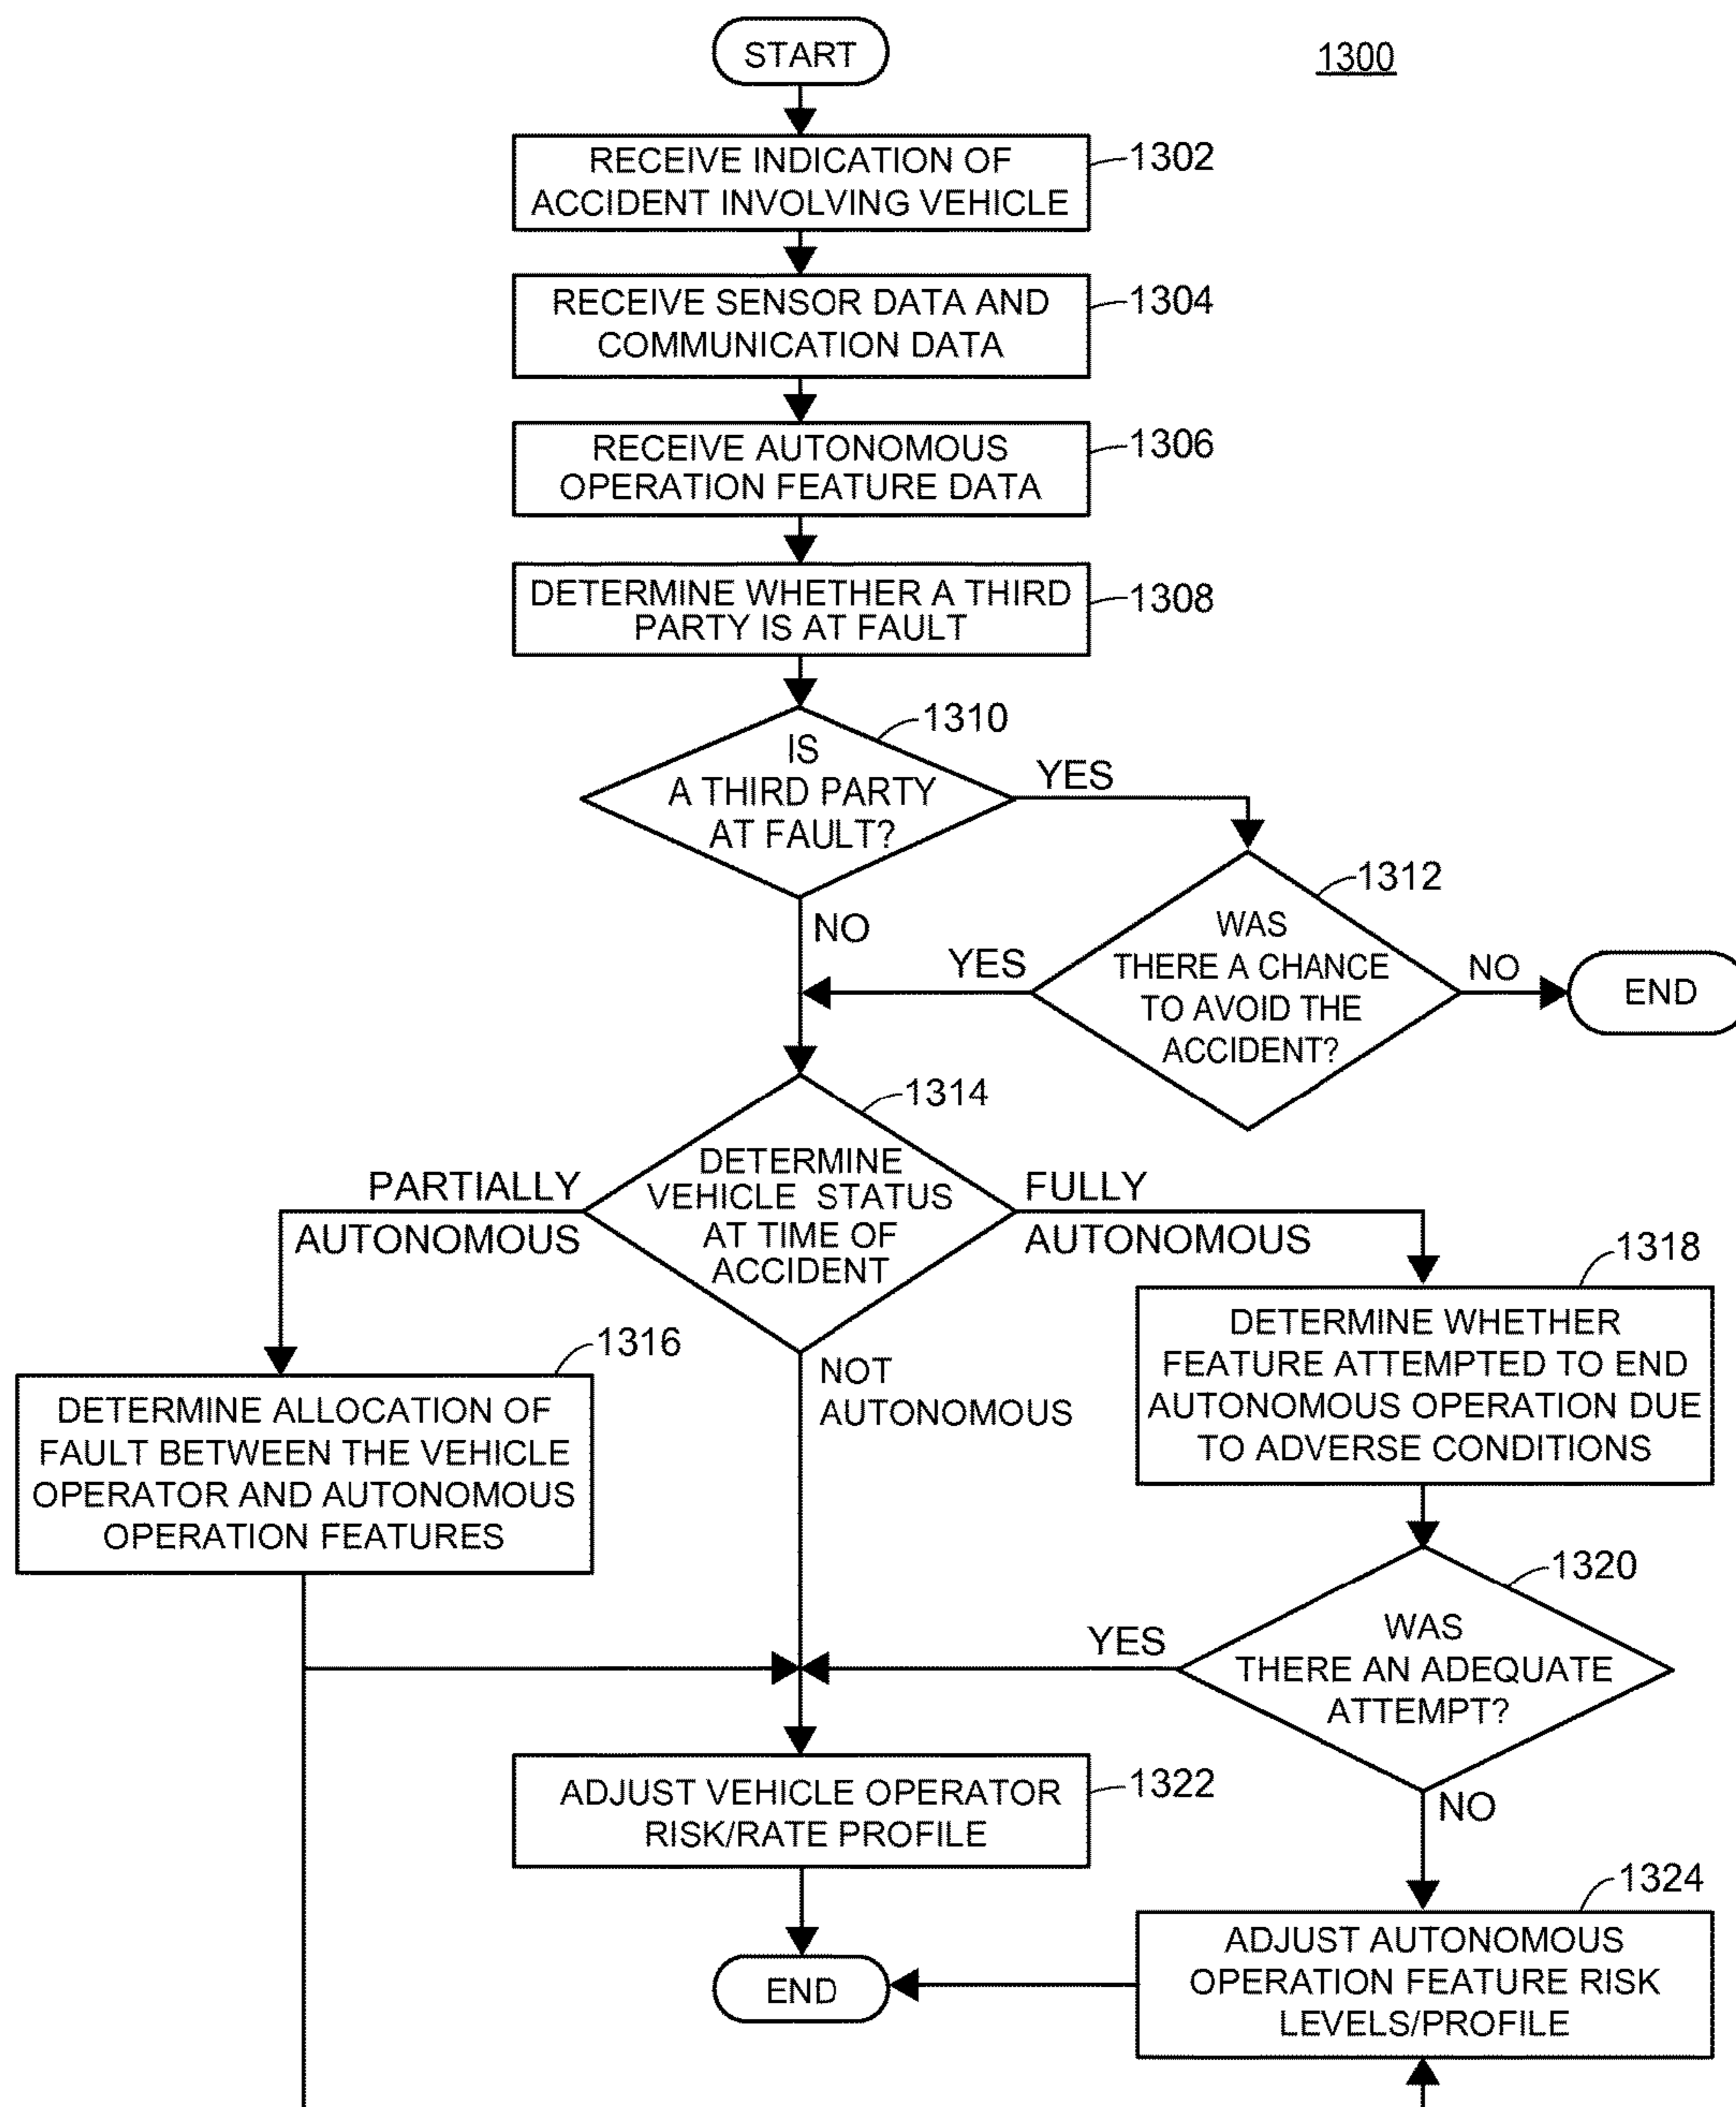 START
1300
RECEIVE INDICATION OF
ACCIDENT INVOLVING VEHICLE
1302
RECEIVE SENSOR DATA AND
COMMUNICATION DATA
1304
RECEIVE AUTONOMOUS
OPERATION FEATURE DATA
1306
DETERMINE WHETHER A THIRD
PARTY IS AT FAULT
1308
1310
IS
A THIRD PARTY
AT FAULT?
YES
NO
1312
WAS
THERE A CHANCE
TO AVOID THE
ACCIDENT?
YES
NO
END
1314
DETERMINE
VEHICLE STATUS
AT TIME OF
ACCIDENT
PARTIALLY
AUTONOMOUS
FULLY
AUTONOMOUS
NOT
AUTONOMOUS
1316
DETERMINE ALLOCATION OF
FAULT BETWEEN THE VEHICLE
OPERATOR AND AUTONOMOUS
OPERATION FEATURES
1318
DETERMINE WHETHER
FEATURE ATTEMPTED TO END
AUTONOMOUS OPERATION DUE
TO ADVERSE CONDITIONS
1320
WAS
THERE AN ADEQUATE
ATTEMPT?
YES
NO
ADJUST VEHICLE OPERATOR
RISK/RATE PROFILE
1322
1324
ADJUST AUTONOMOUS
OPERATION FEATURE RISK
LEVELS/PROFILE
END